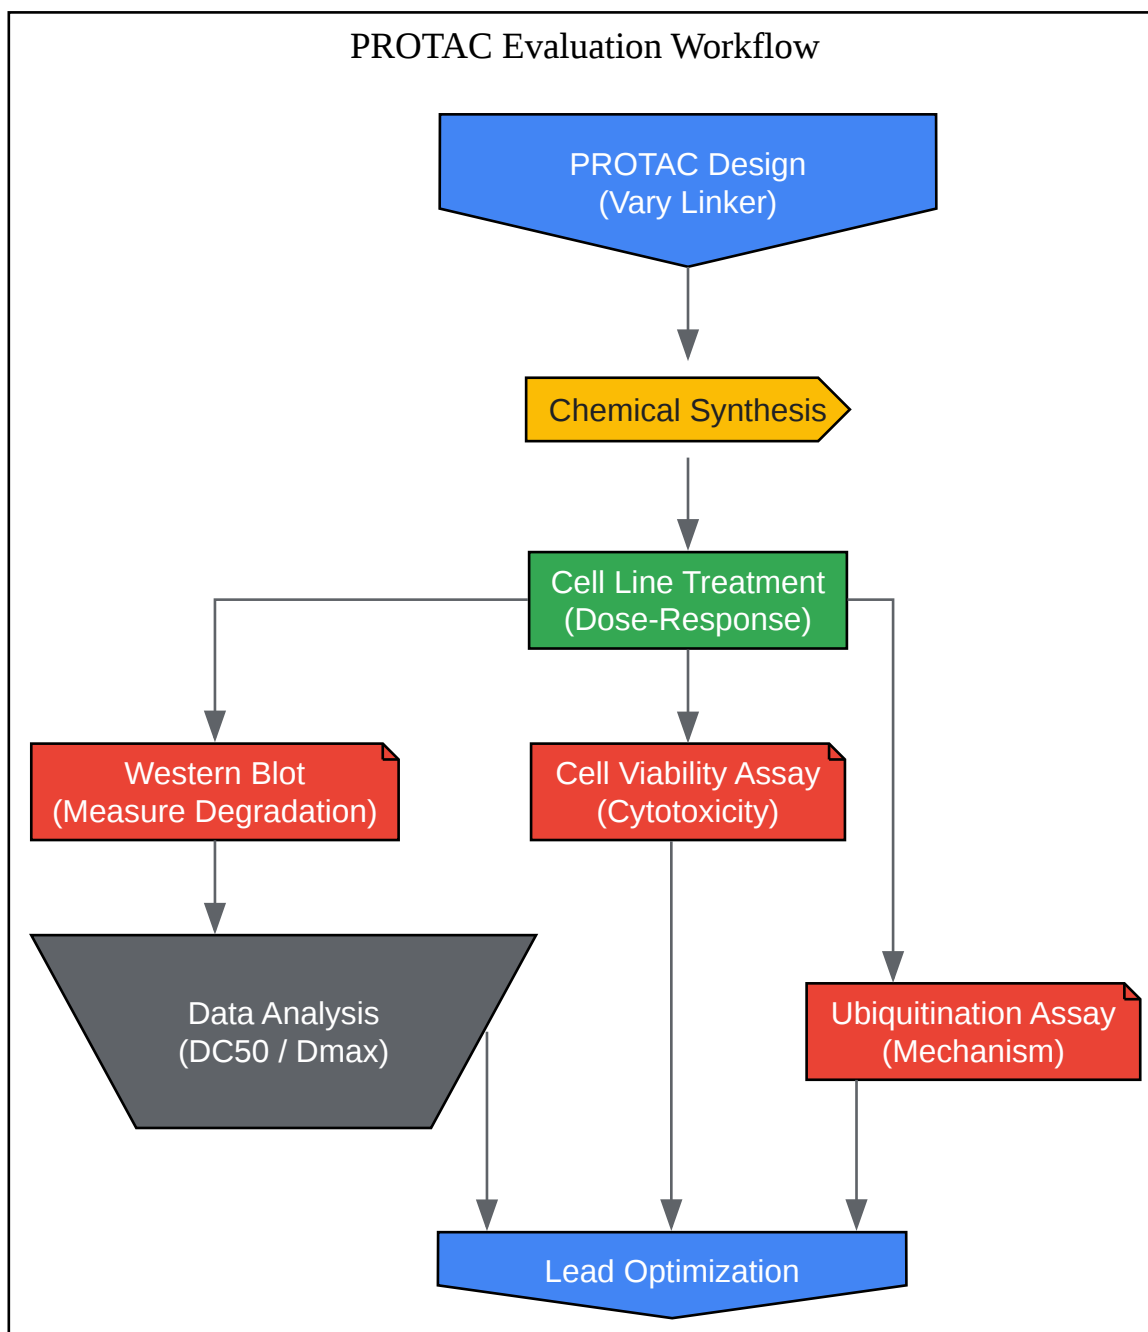 PROTAC Evaluation Workflow
PROTAC Design
(Vary Linker)
Chemical Synthesis
Cell Line Treatment
(Dose-Response)
Western Blot
(Measure Degradation)
Cell Viability Assay
(Cytotoxicity)
Data Analysis
(DC50 / Dmax)
Ubiquitination Assay
(Mechanism)
Lead Optimization